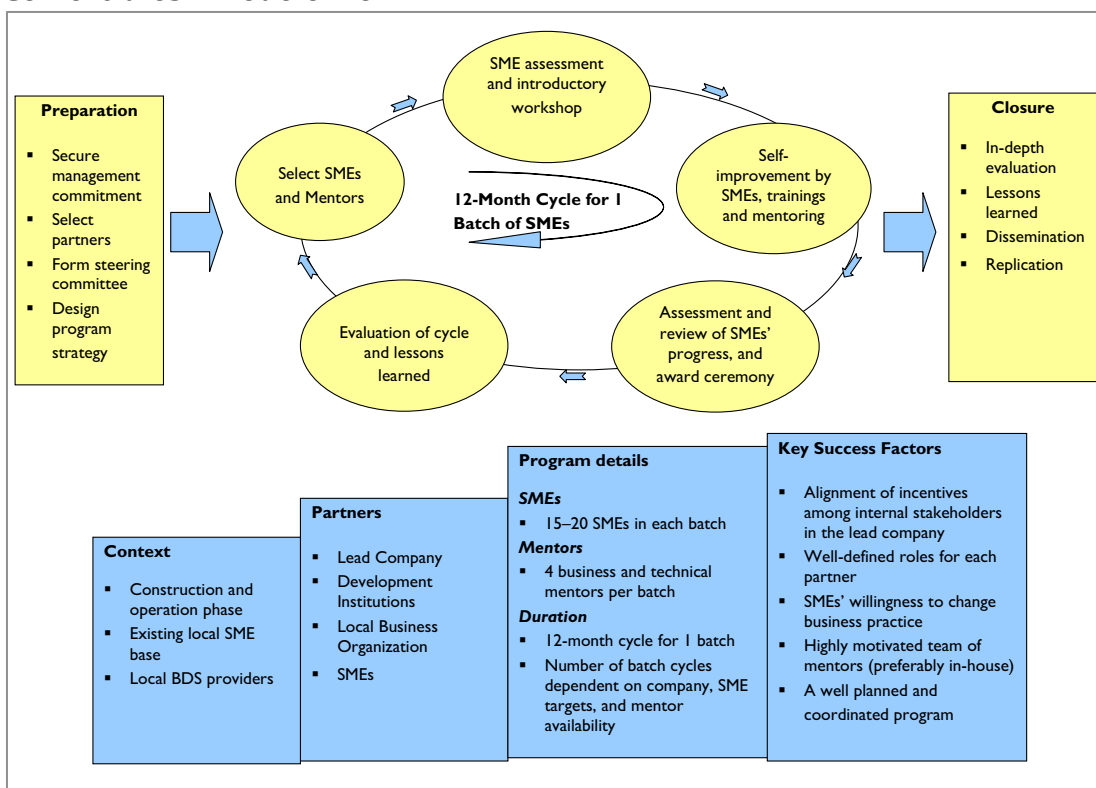 Preparation
▪ Secure
management
commitment
▪ Select
partners
▪ Form steering
committee
▪ Design
program
strategy
SME assessment
and introductory
workshop
Select SMEs
and Mentors
12-Month Cycle for 1
Batch of SMEs
Self-
improvement by
SMEs, trainings
and mentoring
Evaluation of cycle
and lessons
learned
Assessment and
review of SMEs’
progress, and
award ceremony
Closure
▪ In-depth
evaluation
▪ Lessons
learned
▪ Dissemination
▪ Replication
Context
▪ Construction and
operation phase
▪ Existing local SME
base
▪ Local BDS providers
Partners
▪ Lead Company
▪ Development
Institutions
▪ Local Business
Organization
▪ SMEs
Program details
SMEs
▪ 15–20 SMEs in each batch
Mentors
▪ 4 business and technical
mentors per batch
Duration
▪ 12-month cycle for 1 batch
▪ Number of batch cycles
dependent on company, SME
targets, and mentor
availability
Key Success Factors
▪ Alignment of incentives
among internal stakeholders
in the lead company
▪ Well-defined roles for each
partner
▪ SMEs’ willingness to change
business practice
▪ Highly motivated team of
mentors (preferably in-house)
▪ A well planned and
coordinated program